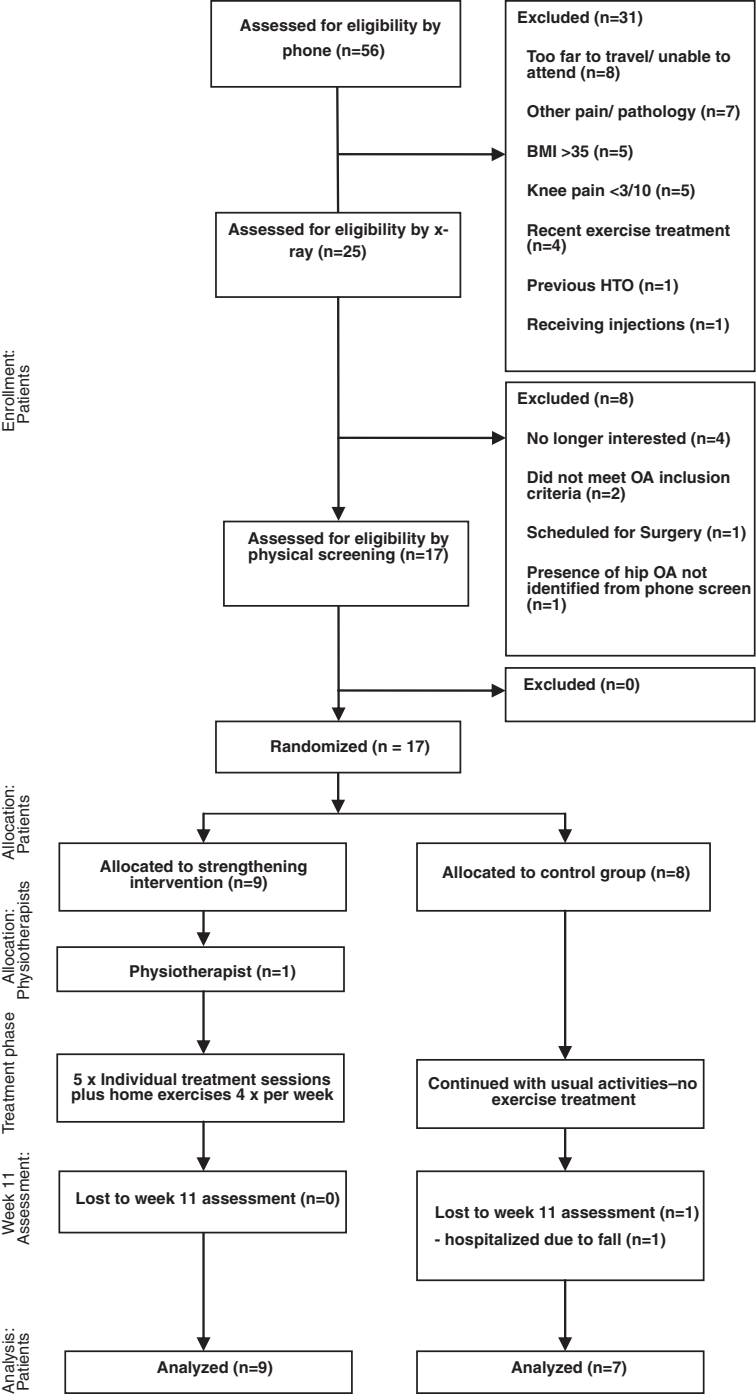 Assessed for eligibility by
phone (n=56)
Excluded (n=31)
Too far to travel/ unable to
attend (n=8)
Other pain/ pathology (n=7)
BMI >35 (n=5)
Knee pain <3/10 (n=5)
Recent exercise treatment
(n=4)
Previous HTO (n=1)
Receiving injections (n=1)
Assessed for eligibility by x-
ray (n=25)
Enrollment:
Patients
Excluded (n=8)
No longer interested (n=4)
Did not meet OA inclusion
criteria (n=2)
Scheduled for Surgery (n=1)
Presence of hip OA not
identified from phone screen
(n=1)
Assessed for eligibility by
physical screening (n=17)
Excluded (n=0)
Randomized (n = 17)
Allocation:
Patients
Allocated to strengthening
intervention (n=9)
Allocated to control group (n=8)
Allocation:
Physiotherapists
Physiotherapist (n=1)
Treatment phase
5 x Individual treatment sessions
plus home exercises 4 x per week
Continued with usual activities–no
exercise treatment
Week 11
Assessment:
Lost to week 11 assessment (n=0)
Lost to week 11 assessment (n=1)
- hospitalized due to fall (n=1)
Analysis:
Patients
Analyzed (n=9)
Analyzed (n=7)